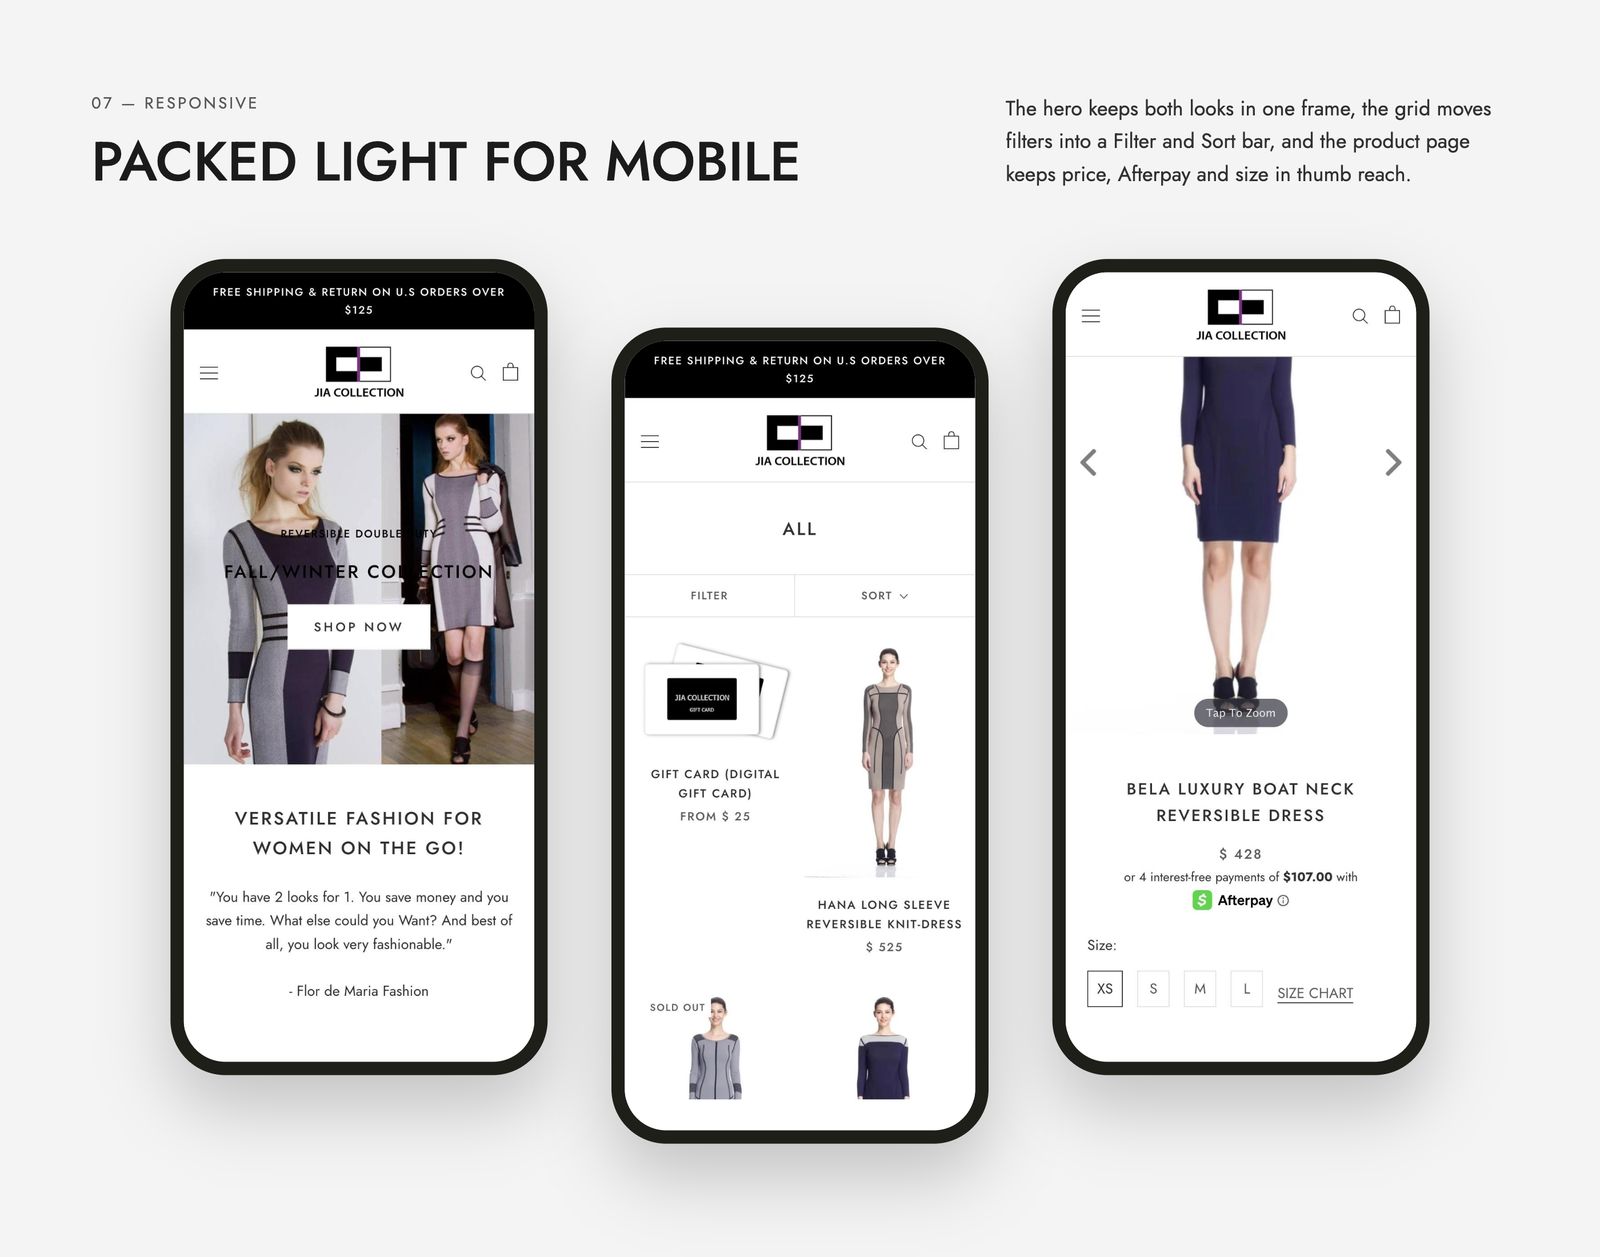 07 — RESPONSIVE
PACKED LIGHT FOR MOBILE
The hero keeps both looks in one frame, the grid moves
filters into a Filter and Sort bar, and the product page
keeps price, Afterpay and size in thumb reach.
FREE SHIPPING & RETURN ON U.S ORDERS OVER
$125
JIA COLLECTION
REVERSIBLE DOUBLE DUTY
FALL/WINTER COLLECTION
SHOP NOW
VERSATILE FASHION FOR
WOMEN ON THE GO!
"You have 2 looks for 1. You save money and you
save time. What else could you Want? And best of
all, you look very fashionable."
- Flor de Maria Fashion
FREE SHIPPING & RETURN ON U.S ORDERS OVER
$125
JIA COLLECTION
ALL
FILTER
SORT
JIA COLLECTION
GIFT CARD
GIFT CARD (DIGITAL
GIFT CARD)
FROM $ 25
HANA LONG SLEEVE
REVERSIBLE KNIT-DRESS
$ 525
SOLD OUT
JIA COLLECTION
Tap To Zoom
BELA LUXURY BOAT NECK
REVERSIBLE DRESS
$ 428
or 4 interest-free payments of $107.00 with
Afterpay
Size:
XS S M L SIZE CHART